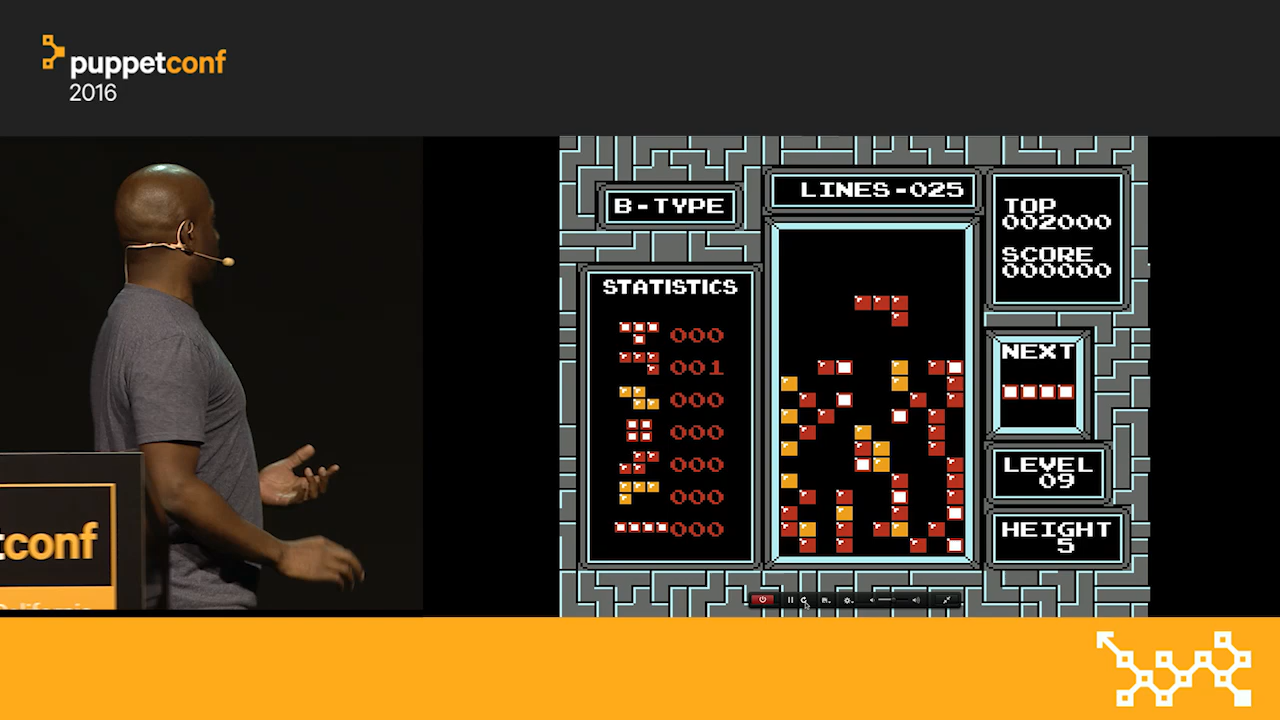 puppetconf
2016
B-TYPE
LINES-025
TOP
002000
SCORE
000000
STATISTICS
000
001
000
000
000
000
000
NEXT
LEVEL
09
HEIGHT
5
tconf